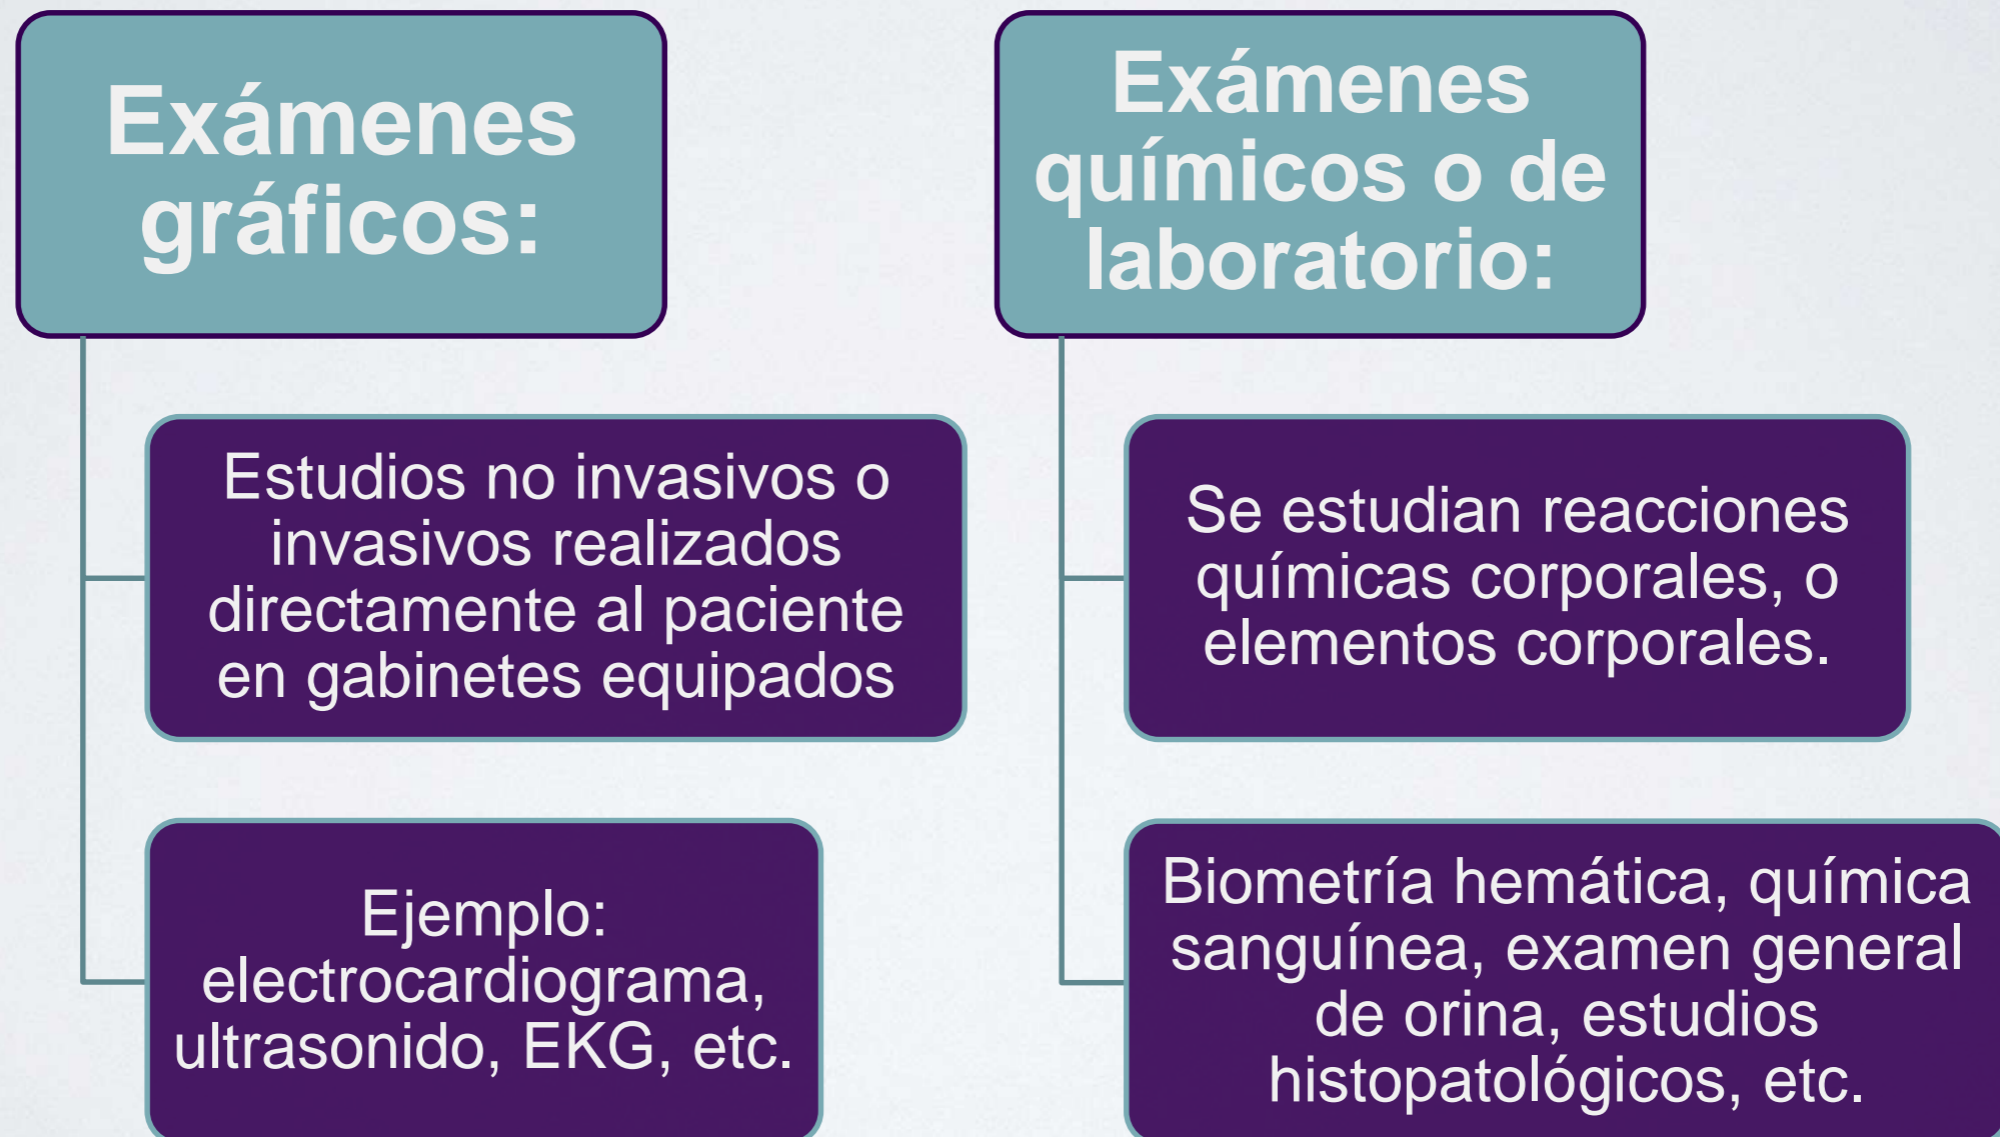 Exámenes
gráficos:
Estudios no invasivos o
invasivos realizados
directamente al paciente
en gabinetes equipados
Ejemplo:
electrocardiograma,
ultrasonido, EKG, etc.
Exámenes
químicos o de
laboratorio:
Se estudian reacciones
químicas corporales, o
elementos corporales.
Biometría hemática, química
sanguínea, examen general
de orina, estudios
histopatológicos, etc.